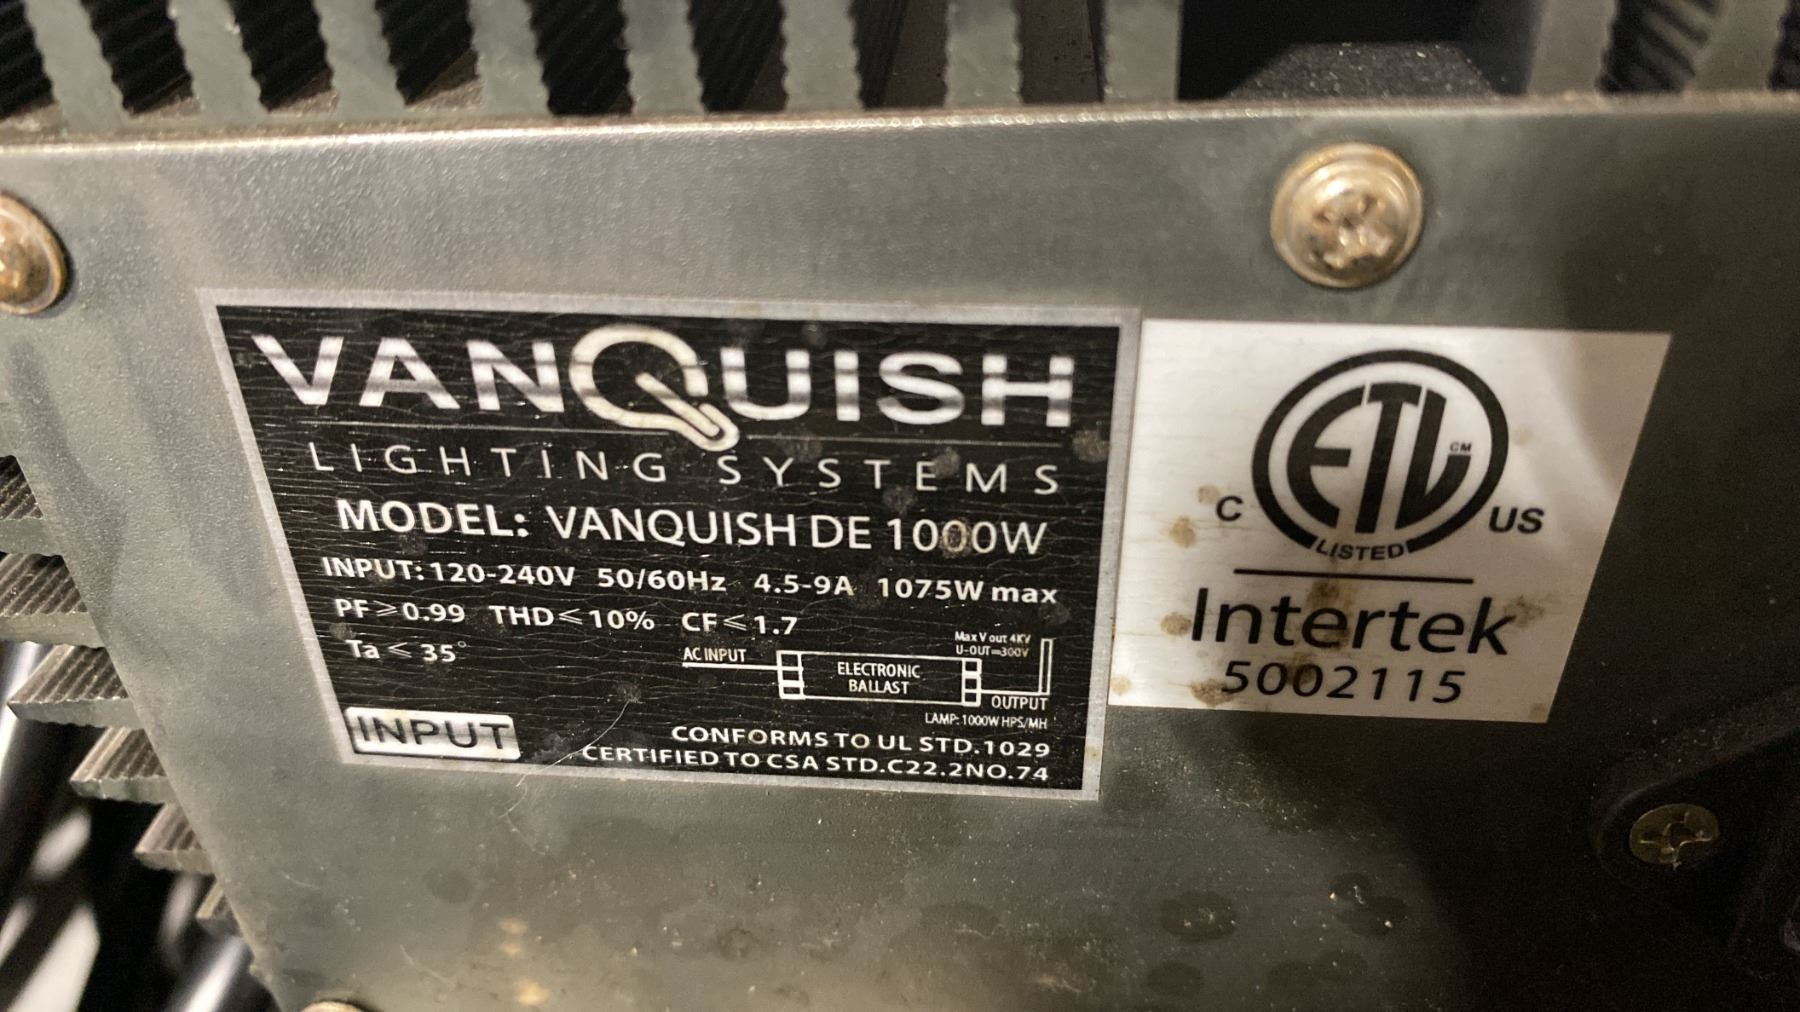 VANQUISH
LIGHTING SYSTEMS
MODEL: VANQUISH DE 1000W
INPUT: 120-240V 50/60Hz 4.5-9A 1075W max
PF≥0.99 THD≤10% CF≤1.7
Ta≤35°
Max V out 4KV
U-OUT=300V
AC INPUT
ELECTRONIC
BALLAST
OUTPUT
LAMP: 1000W HPS/MH
INPUT
CONFORMS TO UL STD.1029
CERTIFIED TO CSA STD.C22.2NO.74
ETL
CM
C
US
LISTED
Intertek
5002115